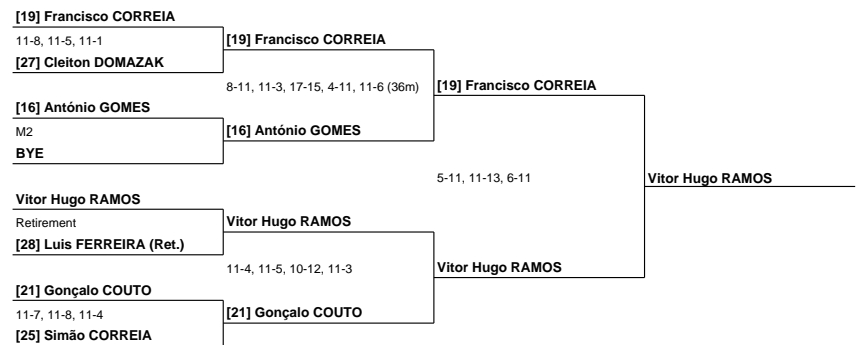 [19] Francisco CORREIA
11-8, 11-5, 11-1
[27] Cleiton DOMAZAK
[19] Francisco CORREIA
8-11, 11-3, 17-15, 4-11, 11-6 (36m)
[16] António GOMES
M2
BYE
[16] António GOMES
[19] Francisco CORREIA
5-11, 11-13, 6-11
Vitor Hugo RAMOS
Vitor Hugo RAMOS
Retirement
[28] Luis FERREIRA (Ret.)
Vitor Hugo RAMOS
11-4, 11-5, 10-12, 11-3
Vitor Hugo RAMOS
[21] Gonçalo COUTO
11-7, 11-8, 11-4
[25] Simão CORREIA
[21] Gonçalo COUTO